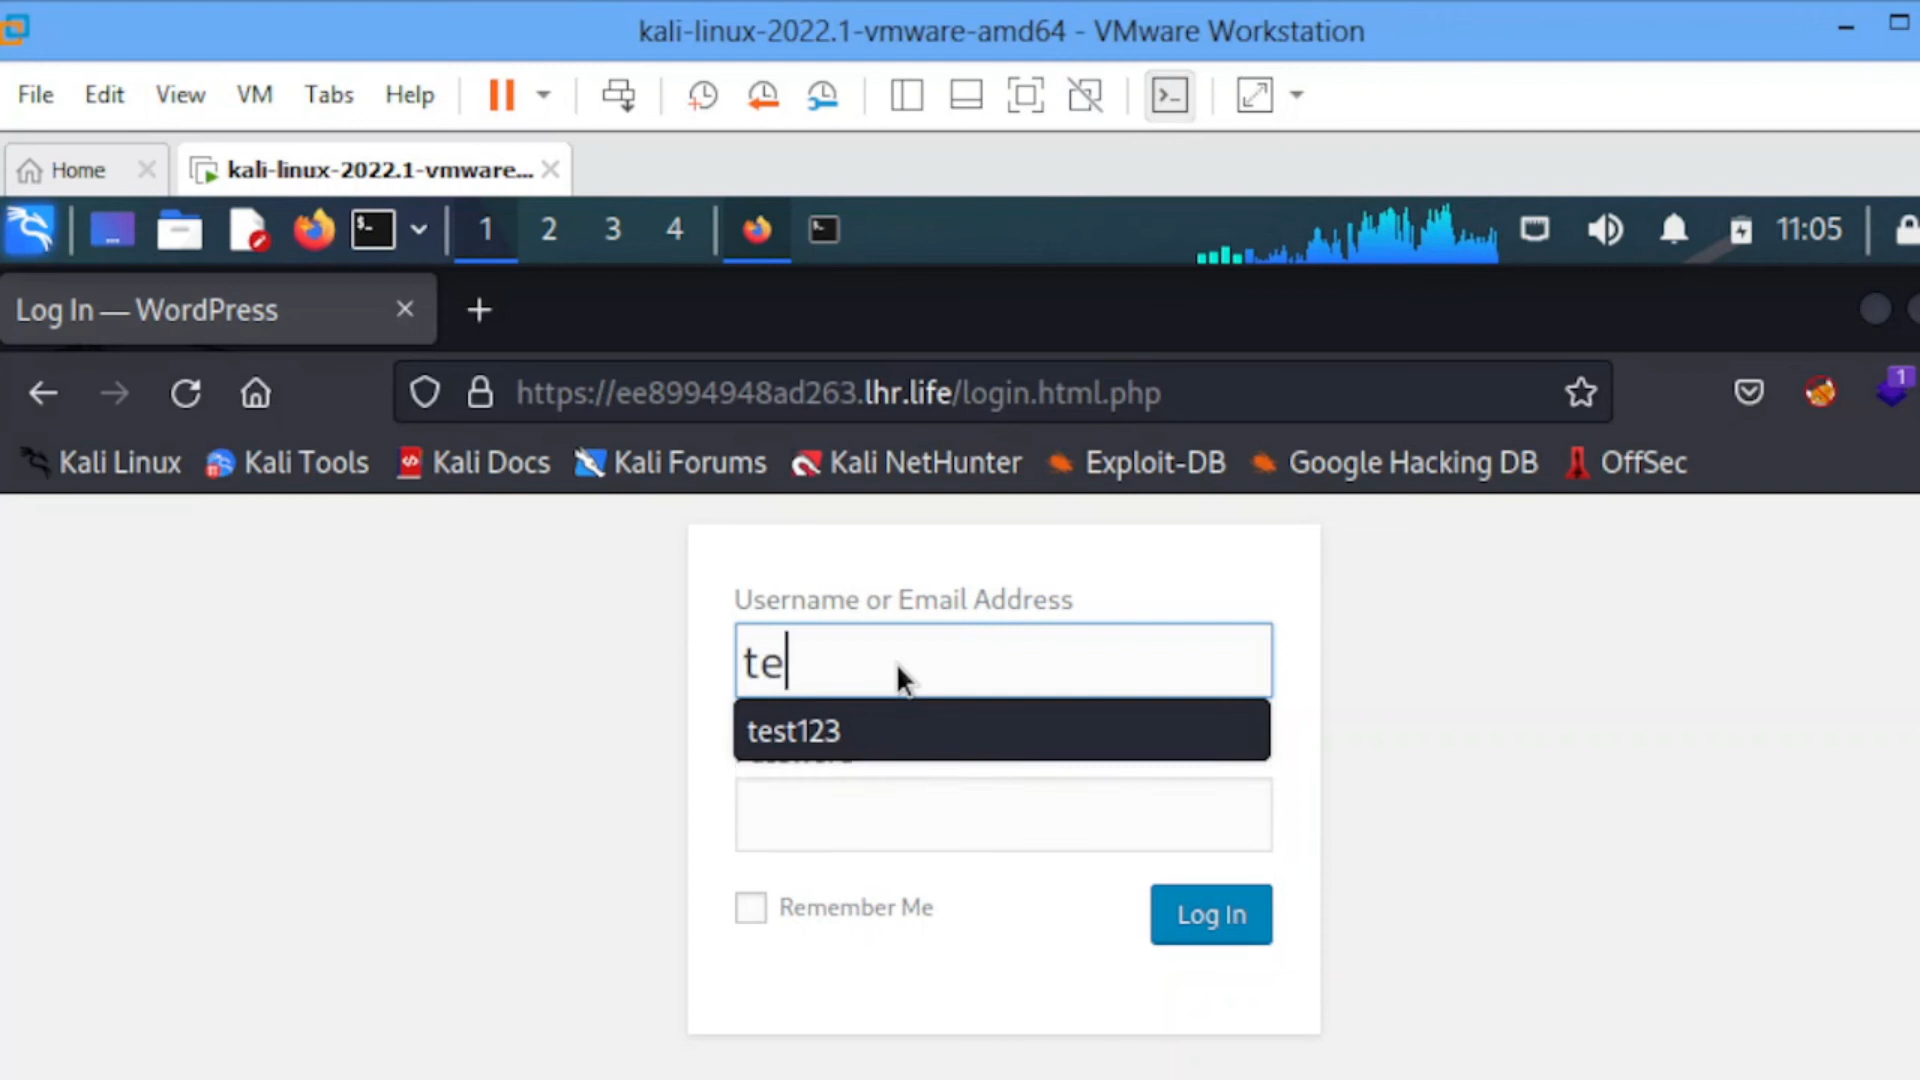 kali-linux-2022.1-vmware-amd64 - VMware Workstation
File Edit View VM Tabs Help
Home kali-linux-2022.1-vmware...
1 2 3 4 11:05
Log In — WordPress
https://ee8994948ad263.lhr.life/login.html.php
1
Kali Linux Kali Tools Kali Docs Kali Forums Kali NetHunter Exploit-DB Google Hacking DB OffSec
Username or Email Address
te
test123
Remember Me Log In